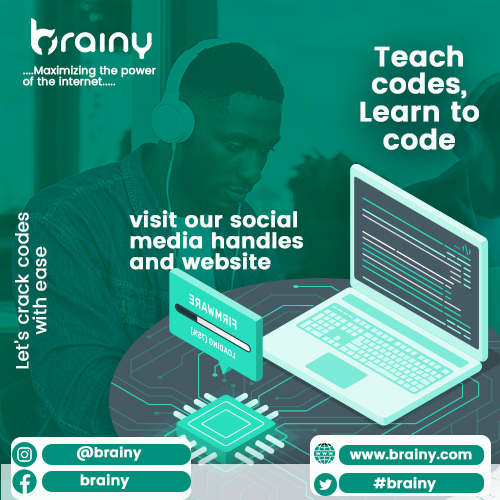 brainy
....Maximizing the power
of the internet.....
Teach
codes,
Learn to
code
visit our social
media handles
and website
Let's crack codes
with ease
FIRMWARE
LOADING (75%)
@brainy
brainy
www.brainy.com
#brainy